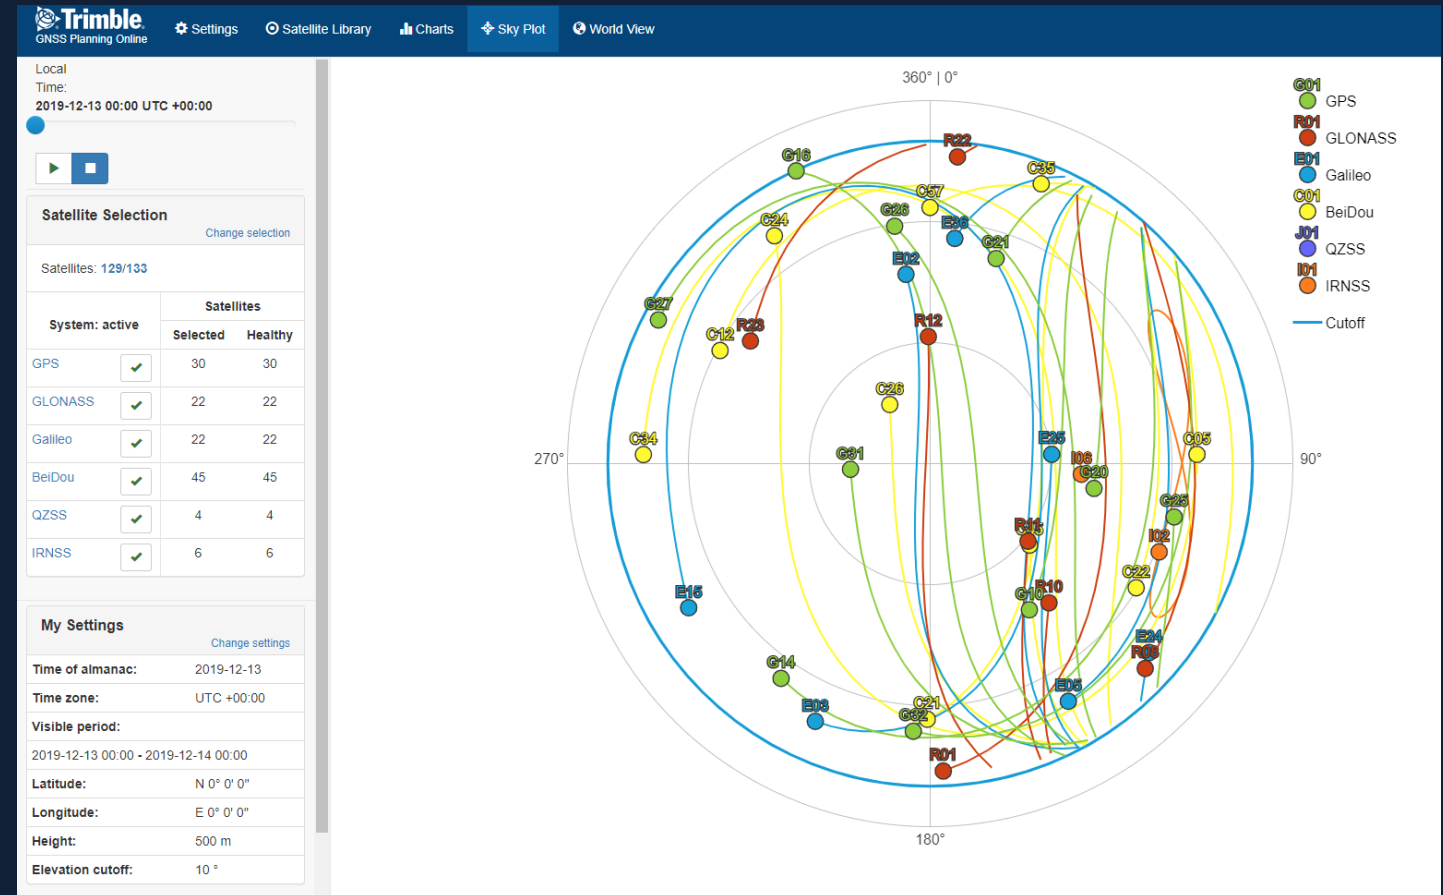 Trimble.
GNSS Planning Online
Settings
Satellite Library
Charts
Sky Plot
World View
Local
Time:
2019-12-13 00:00 UTC +00:00
Satellite Selection
Change selection
Satellites: 129/133
System: active
Satellites
Selected Healthy
GPS 30 30
GLONASS 22 22
Galileo 22 22
BeiDou 45 45
QZSS 4 4
IRNSS 6 6
My Settings
Change settings
Time of almanac: 2019-12-13
Time zone: UTC +00:00
Visible period:
2019-12-13 00:00 - 2019-12-14 00:00
Latitude: N 0° 0' 0"
Longitude: E 0° 0' 0"
Height: 500 m
Elevation cutoff: 10 °
360° | 0°
R22
G16
C35
C57
G26
C24
E36
G21
E02
G27
R12
R23
C12
C26
C34
E25
C05
270°
G31
I06
90°
G20
G25
R11
I02
C22
E15
G10
R10
E24
R08
G14
E05
E03
C21
G32
R01
180°
G01
GPS
R01
GLONASS
E01
Galileo
C01
BeiDou
J01
QZSS
I01
IRNSS
Cutoff